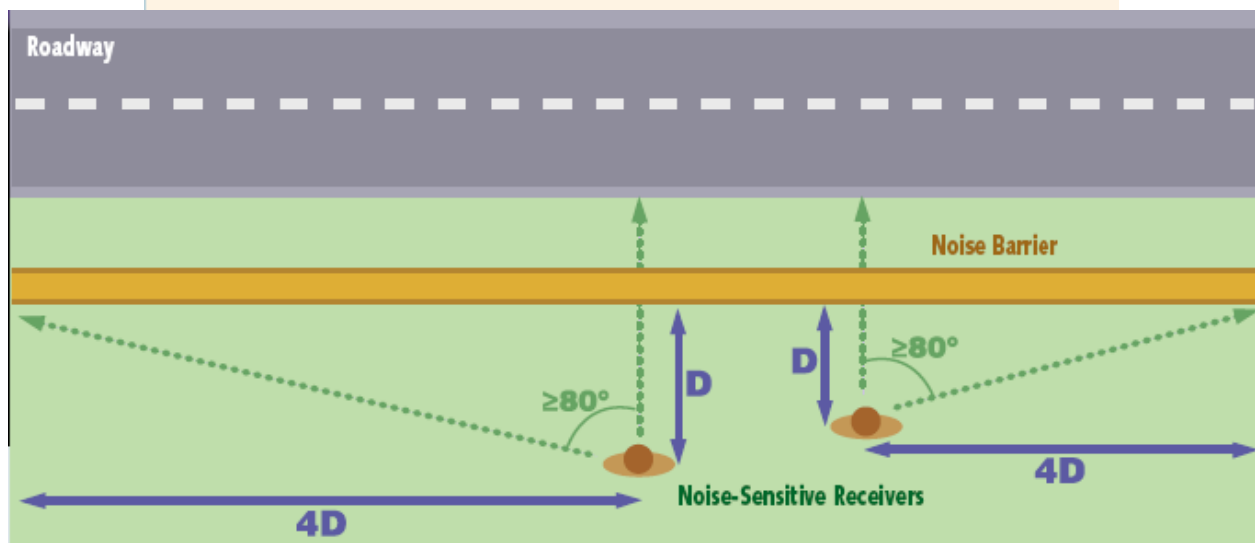 Roadway
Noise Barrier
D
D
≥80°
≥80°
4D
Noise-Sensitive Receivers
4D